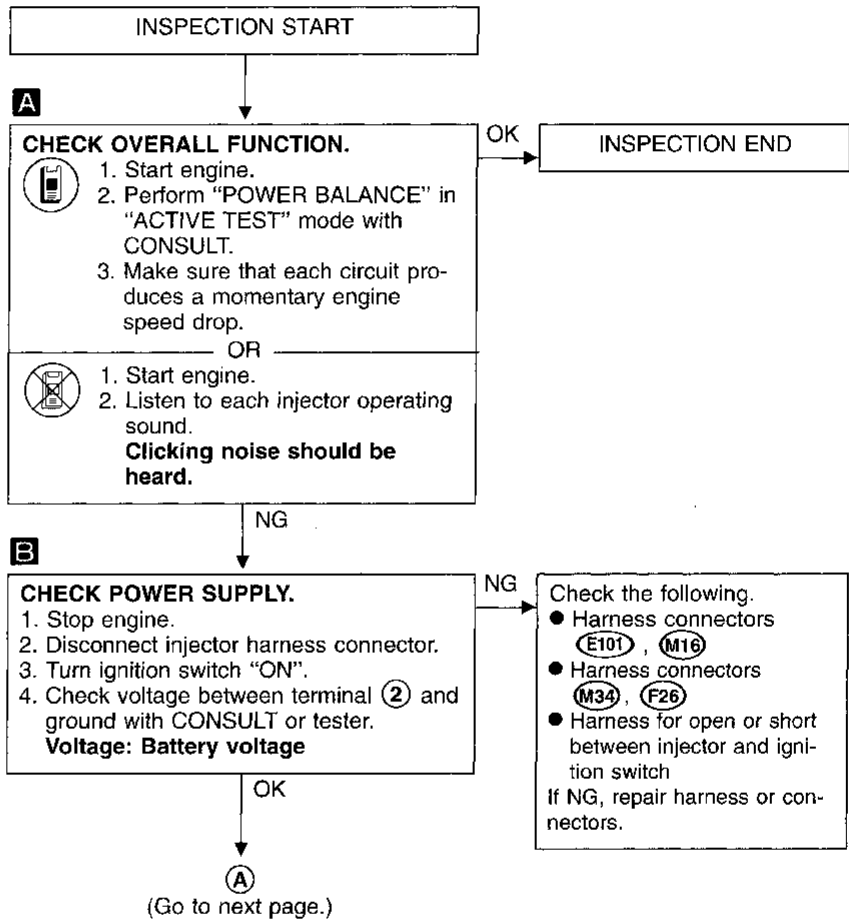 INSPECTION START
A
CHECK OVERALL FUNCTION.
1. Start engine.
2. Perform “POWER BALANCE” in
“ACTIVE TEST” mode with
CONSULT.
3. Make sure that each circuit pro-
duces a momentary engine
speed drop.
OR
1. Start engine.
2. Listen to each injector operating
sound.
Clicking noise should be
heard.
OK
INSPECTION END
NG
B
CHECK POWER SUPPLY.
1. Stop engine.
2. Disconnect injector harness connector.
3. Turn ignition switch “ON”.
4. Check voltage between terminal ② and
ground with CONSULT or tester.
Voltage: Battery voltage
NG
Check the following.
● Harness connectors
E101 , M16
● Harness connectors
M34 , F26
● Harness for open or short
between injector and igni-
tion switch
If NG, repair harness or con-
nectors.
OK
Ⓐ
(Go to next page.)